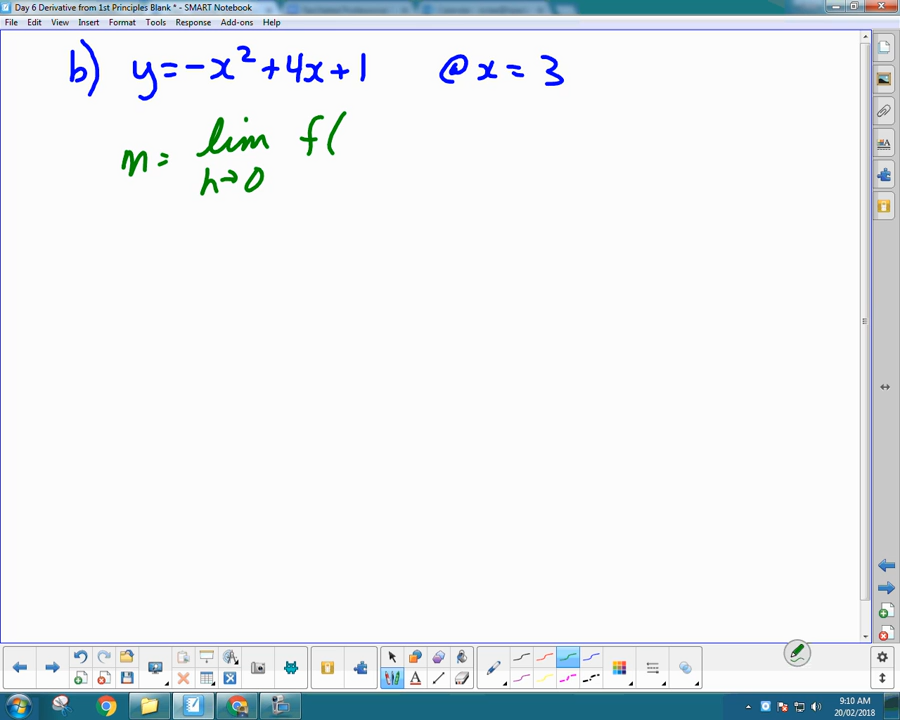 Day 6 Derivative from 1st Principles Blank * - SMART Notebook
File Edit View Insert Format Tools Response Add-ons Help
b) y=-x²+4x+1 @ x = 3
m = lim f(
h→0
9:10 AM
20/02/2018